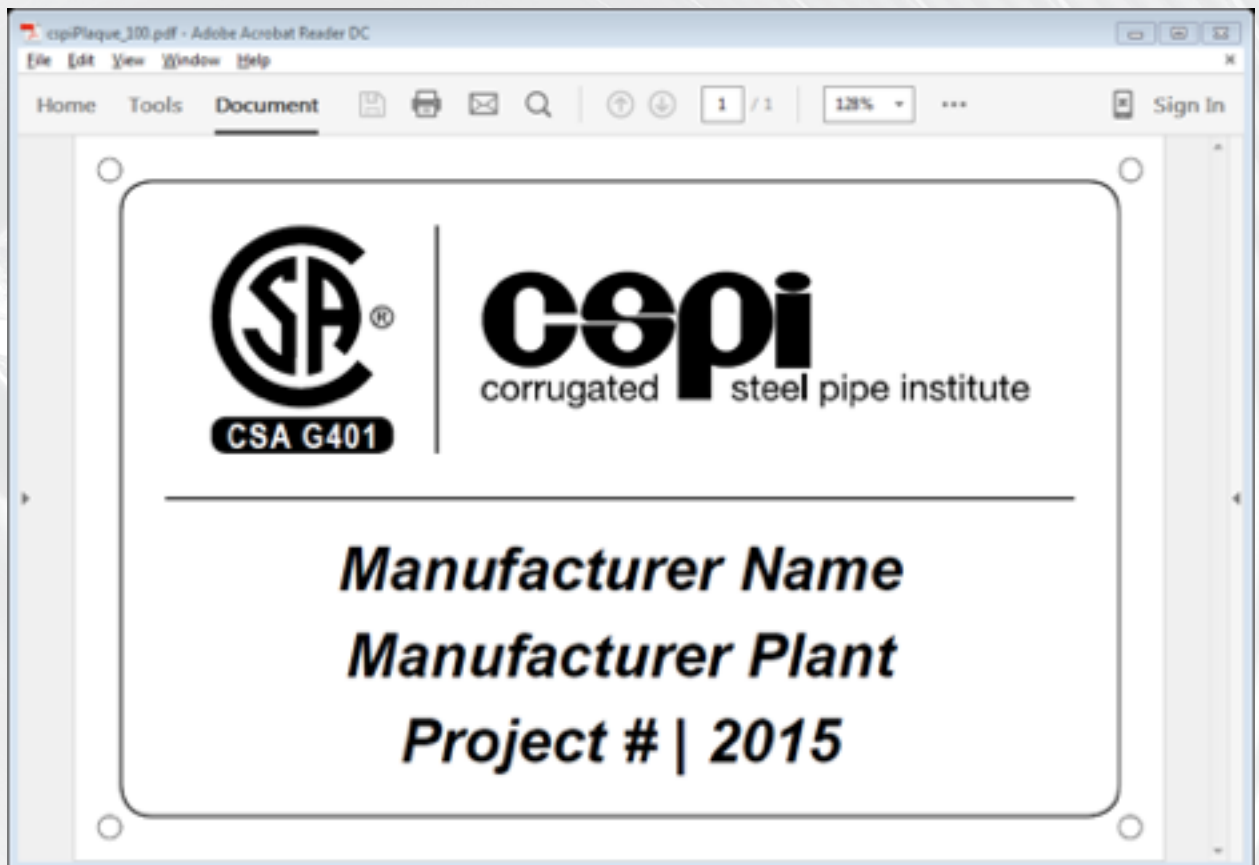 cspiPlaque_100.pdf - Adobe Acrobat Reader DC
File Edit View Window Help
Home Tools Document 1 / 1 128% Sign In
CSA ®
CSA G401
cspi
corrugated steel pipe institute
Manufacturer Name
Manufacturer Plant
Project # | 2015